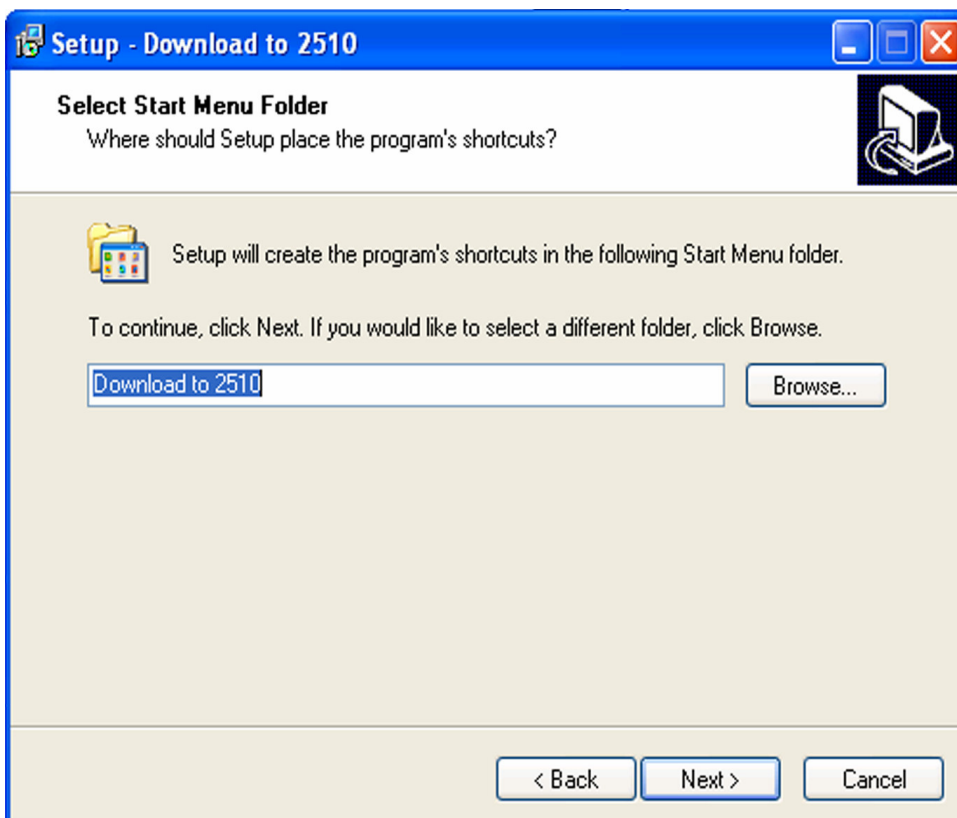 Setup - Download to 2510
Select Start Menu Folder
Where should Setup place the program's shortcuts?
Setup will create the program's shortcuts in the following Start Menu folder.
To continue, click Next. If you would like to select a different folder, click Browse.
Download to 2510
Browse...
< Back
Next >
Cancel